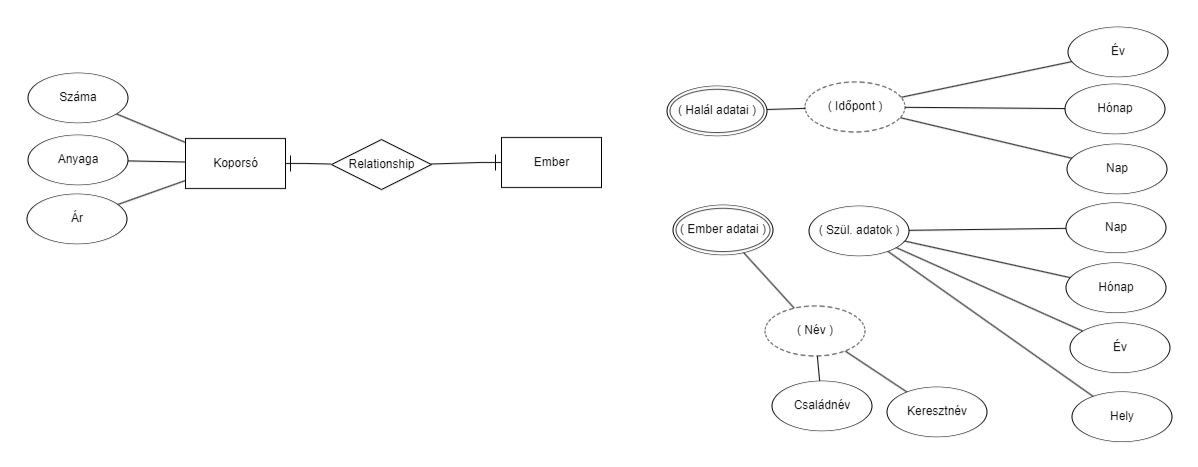 Száma
Anyaga
Ár
Koporsó
Relationship
Ember
( Halál adatai )
( Időpont )
Év
Hónap
Nap
( Ember adatai )
( Szül. adatok )
Nap
Hónap
Év
Hely
( Név )
Családnév
Keresztnév